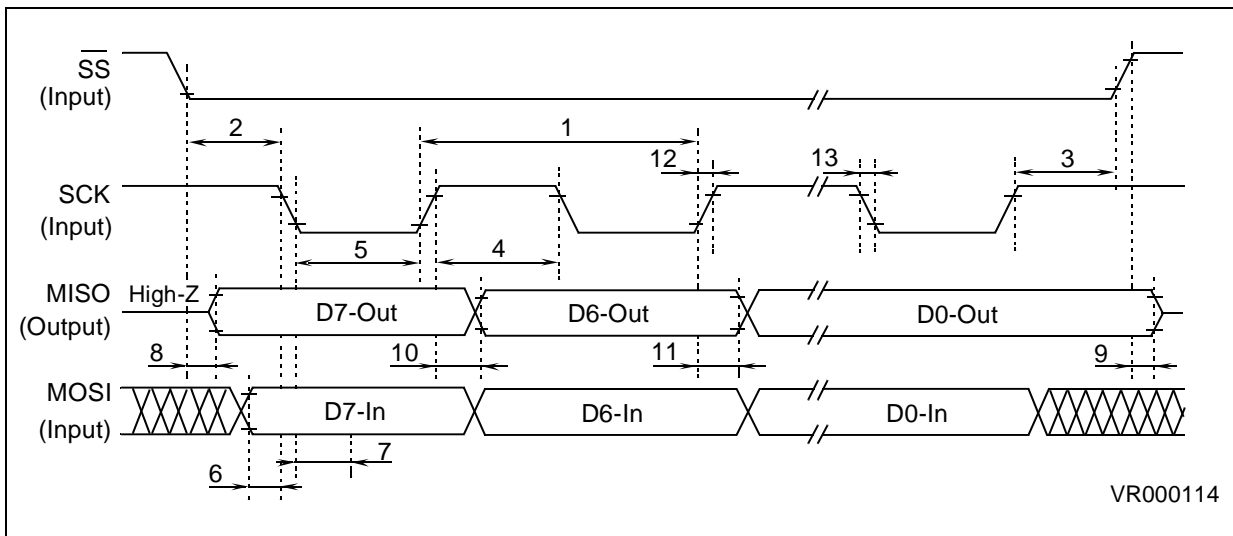 SS
(Input)
2
1
12
13
3
SCK
(Input)
5
4
MISO
High-Z
D7-Out
D6-Out
D0-Out
(Output)
8
10
11
9
MOSI
D7-In
D6-In
D0-In
(Input)
7
6
VR000114